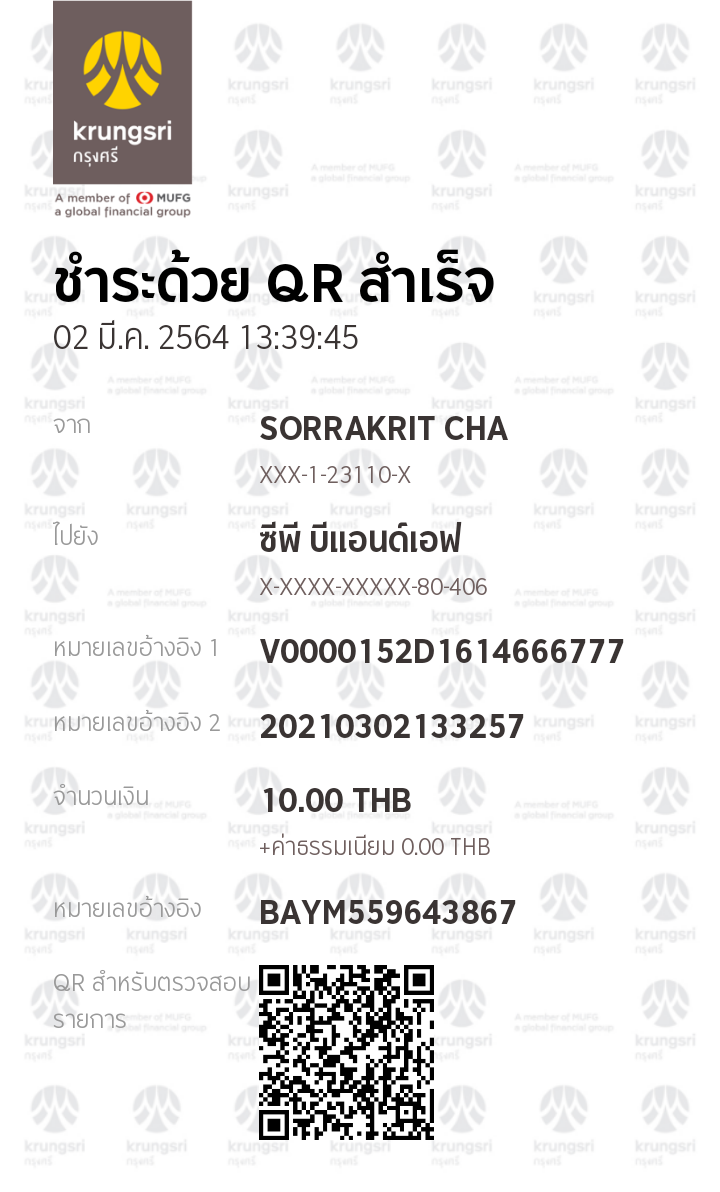 krungsri
กรุงศรี
A member of MUFG
a global financial group
ชำระด้วย QR สำเร็จ
02 มี.ค. 2564 13:39:45
จาก
SORRAKRIT CHA
XXX-1-23110-X
ไปยัง
ซีพี บีแอนด์เอฟ
X-XXXX-XXXXX-80-406
หมายเลขอ้างอิง 1
V0000152D1614666777
หมายเลขอ้างอิง 2
20210302133257
จำนวนเงิน
10.00 THB
+ค่าธรรมเนียม 0.00 THB
หมายเลขอ้างอิง
BAYM559643867
QR สำหรับตรวจสอบ
รายการ